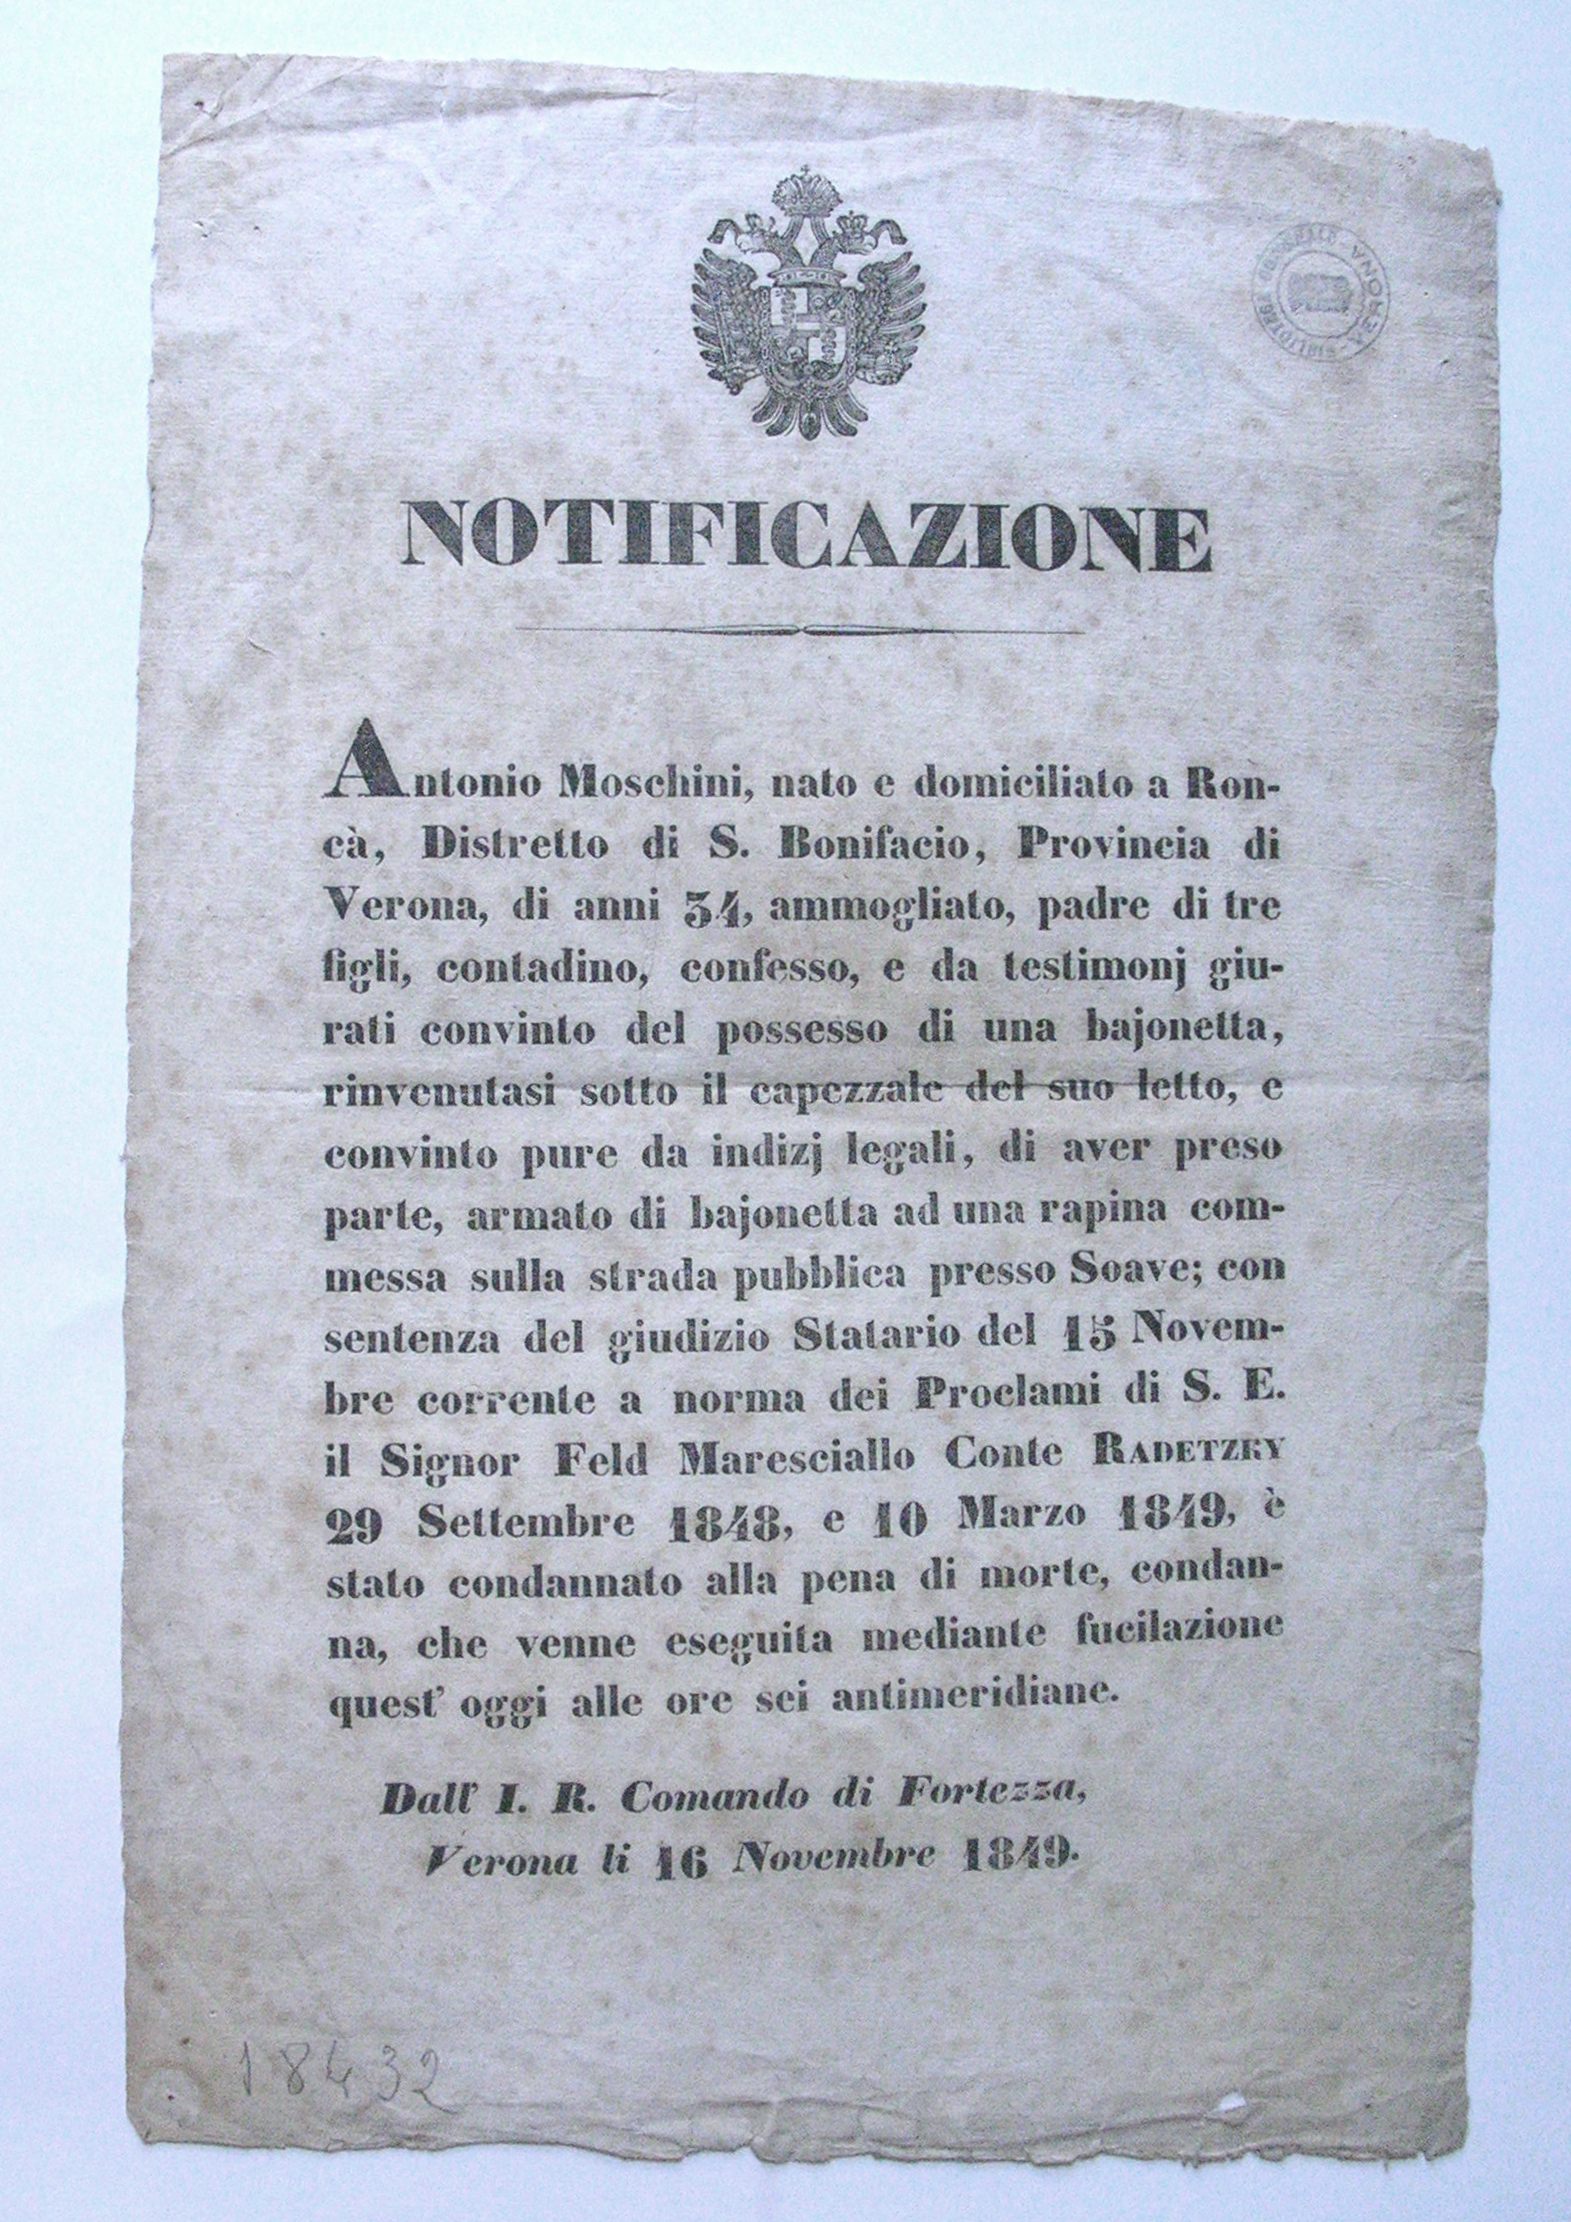 BIBLIOTECA CIVICA VERONA
NOTIFICAZIONE
Antonio Moschini, nato e domiciliato a Ron-
cà, Distretto di S. Bonifacio, Provincia di
Verona, di anni 34, ammogliato, padre di tre
figli, contadino, confesso, e da testimonj giu-
rati convinto del possesso di una bajonetta,
rinvenutasi sotto il capezzale del suo letto, e
convinto pure da indizj legali, di aver preso
parte, armato di bajonetta ad una rapina com-
messa sulla strada pubblica presso Soave; con
sentenza del giudizio Statario del 15 Novem-
bre corrente a norma dei Proclami di S. E.
il Signor Feld Maresciallo Conte RADETZKY
29 Settembre 1848, e 10 Marzo 1849, è
stato condannato alla pena di morte, condan-
na, che venne eseguita mediante fucilazione
quest' oggi alle ore sei antimeridiane.
Dall' I. R. Comando di Fortezza,
Verona li 16 Novembre 1849.
18432